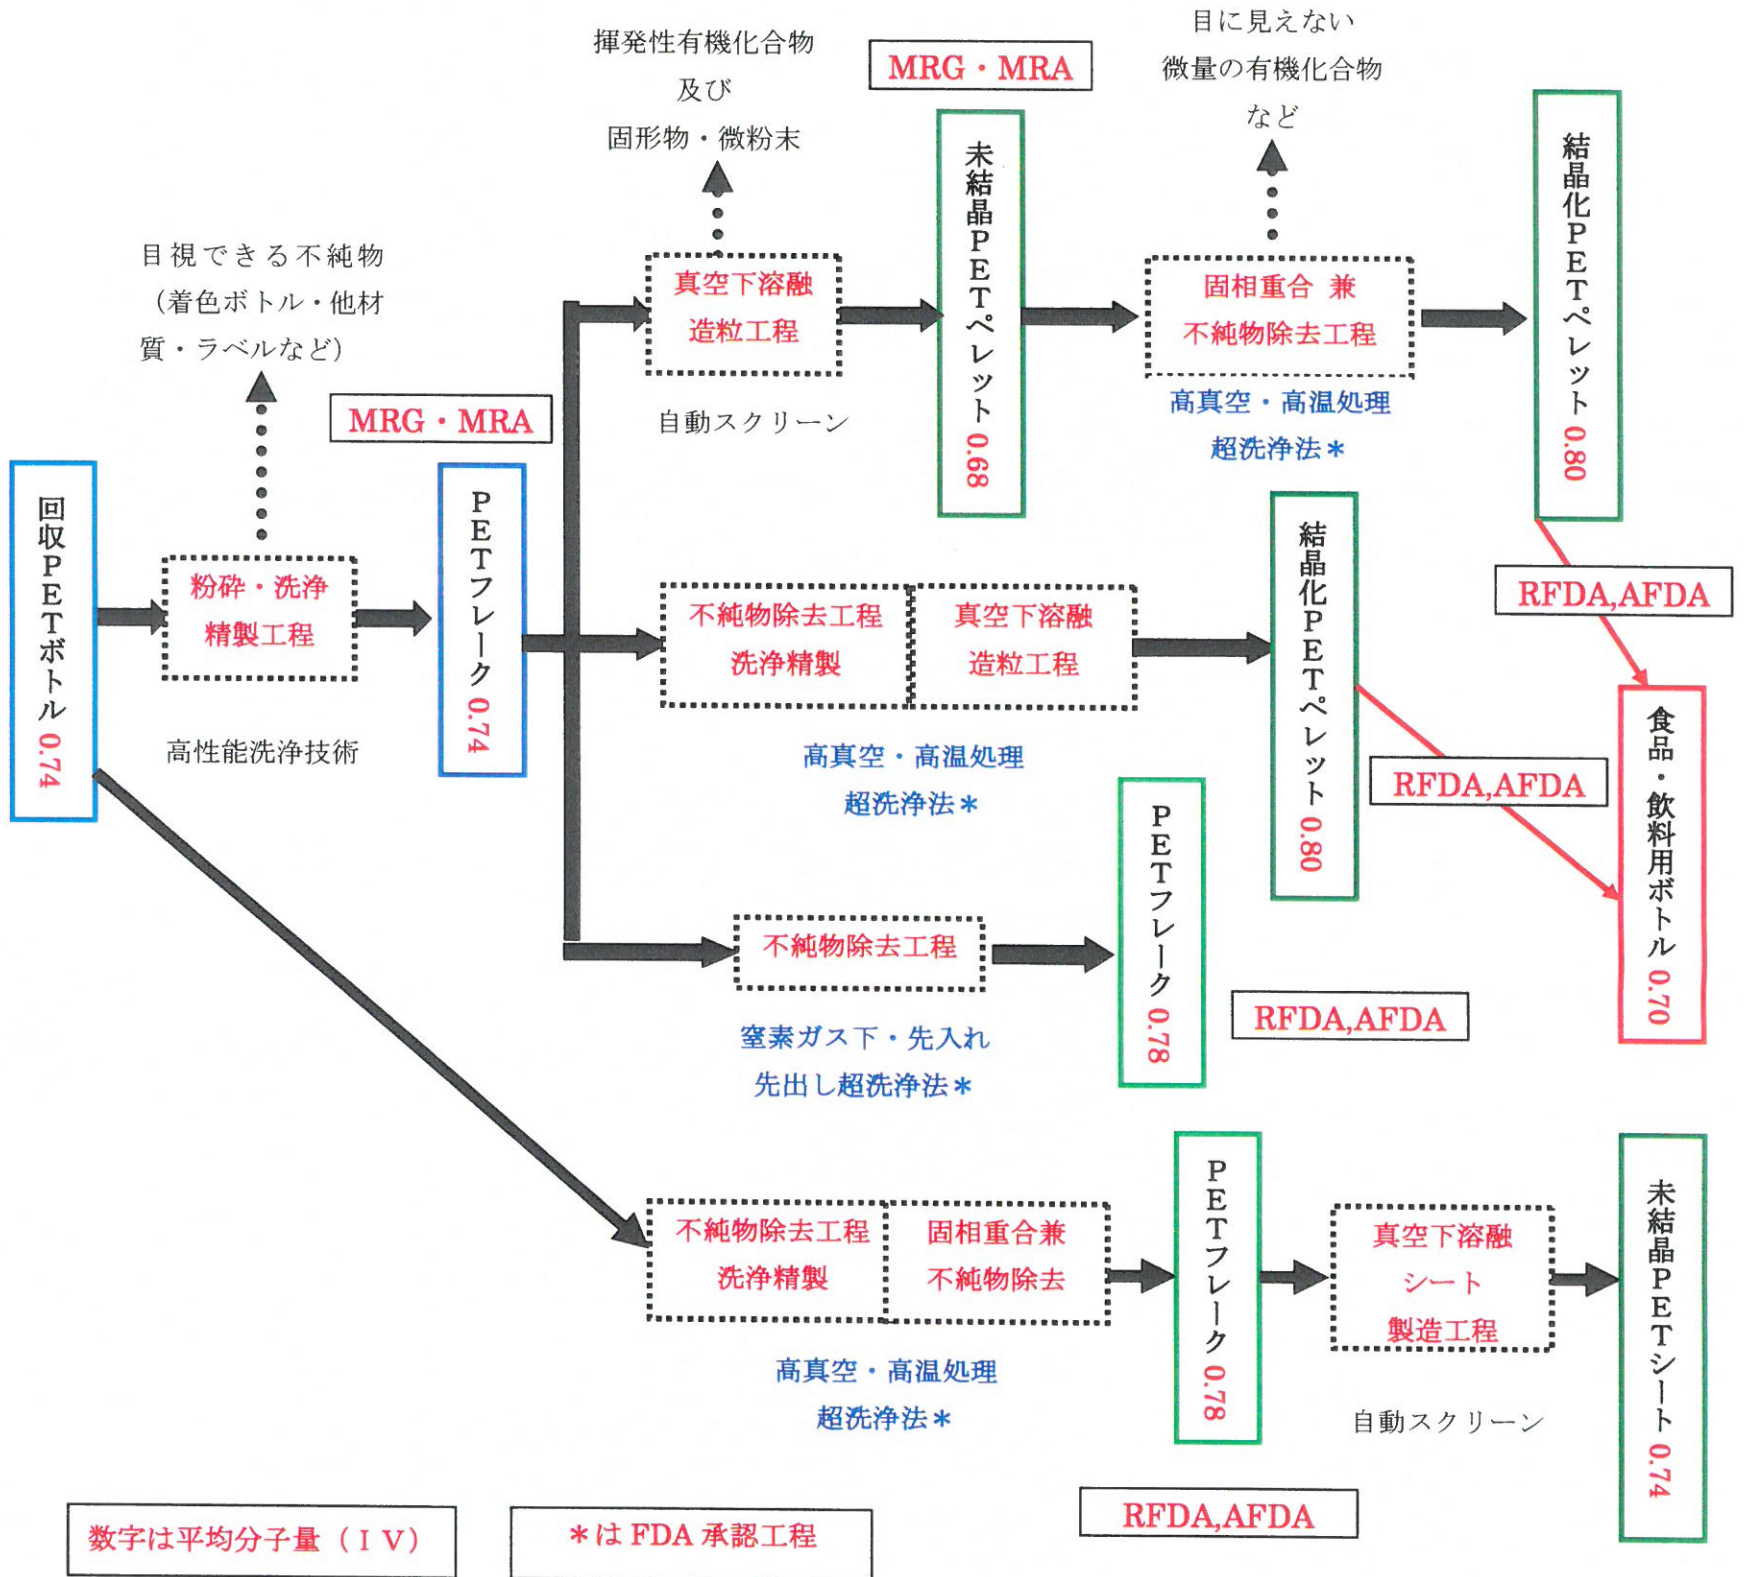 揮発性有機化合物
及び
固形物・微粉末
MRG・MRA
目に見えない
微量の有機化合物
など
目視できる不純物
（着色ボトル・他材
質・ラベルなど）
MRG・MRA
回収PETボトル 0.74
粉砕・洗浄
精製工程
高性能洗浄技術
PETフレーク 0.74
真空下溶融
造粒工程
自動スクリーン
未結晶PETペレット 0.68
固相重合 兼
不純物除去工程
高真空・高温処理
超洗浄法＊
結晶化PETペレット 0.80
RFDA,AFDA
不純物除去工程
洗浄精製
真空下溶融
造粒工程
高真空・高温処理
超洗浄法＊
結晶化PETペレット 0.80
RFDA,AFDA
食品・飲料用ボトル 0.70
不純物除去工程
窒素ガス下・先入れ
先出し超洗浄法＊
PETフレーク 0.78
RFDA,AFDA
不純物除去工程
洗浄精製
固相重合兼
不純物除去
高真空・高温処理
超洗浄法＊
PETフレーク 0.78
RFDA,AFDA
真空下溶融
シート
製造工程
自動スクリーン
未結晶PETシート 0.74
数字は平均分子量（ＩＶ）
＊は FDA 承認工程